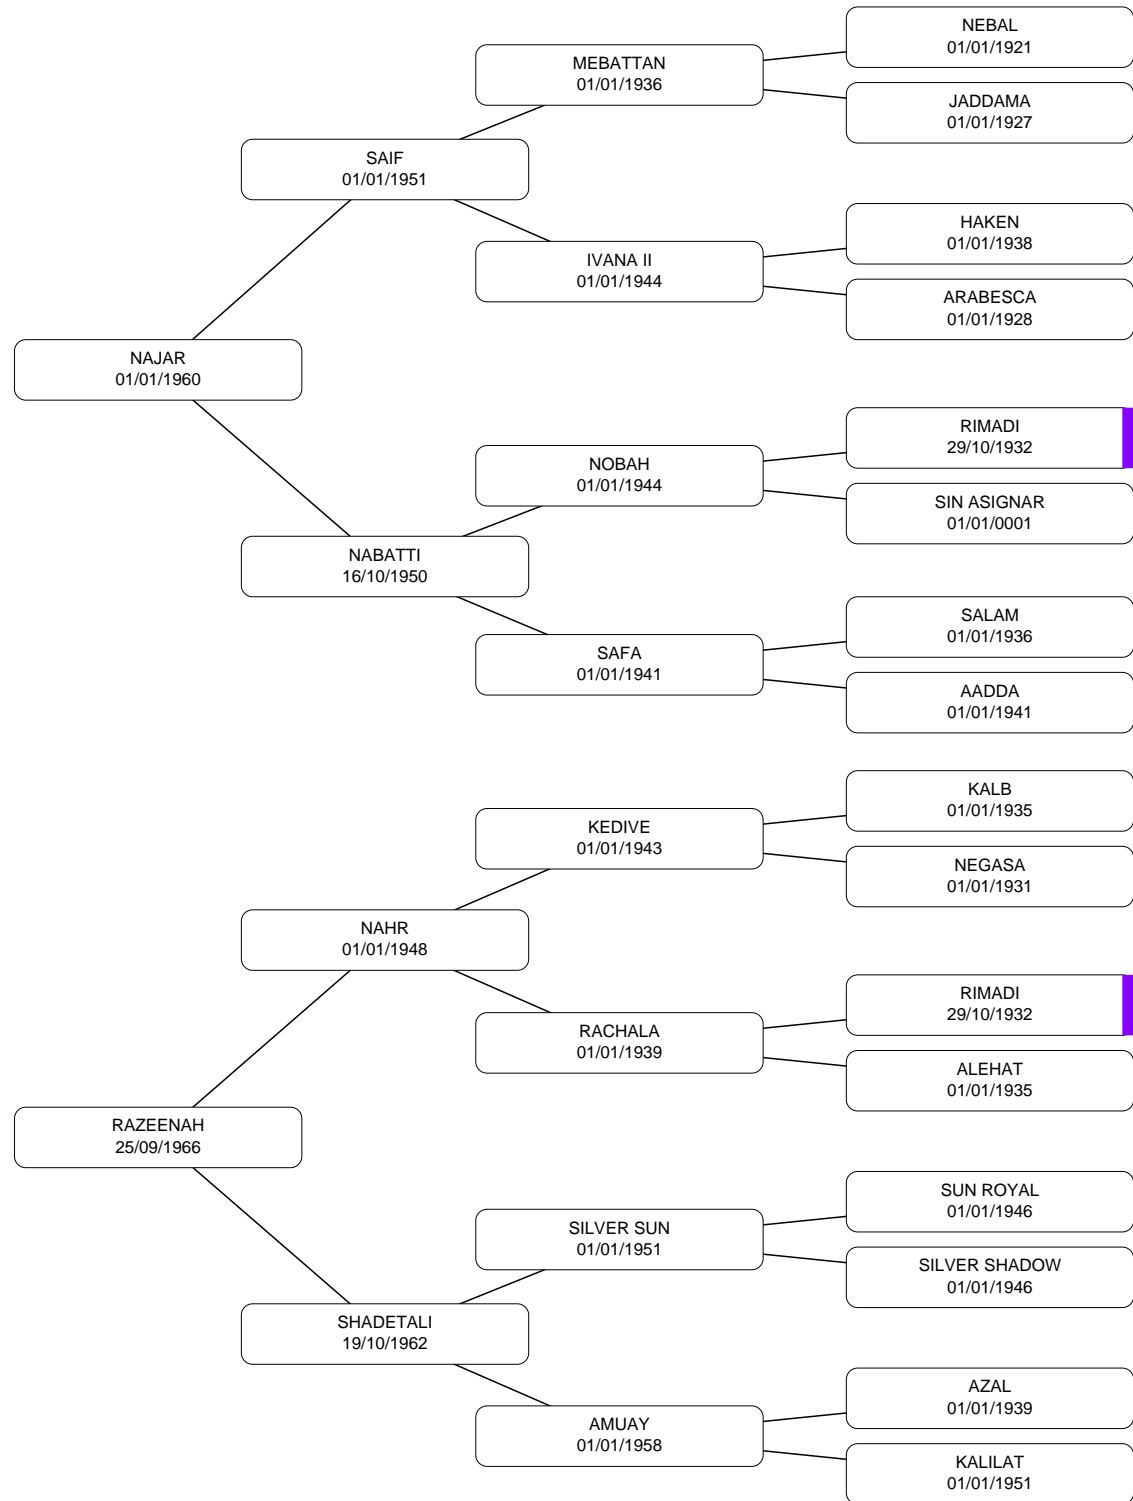 NEBAL
01/01/1921
MEBATTAN
01/01/1936
JADDAMA
01/01/1927
SAIF
01/01/1951
HAKEN
01/01/1938
IVANA II
01/01/1944
ARABESCA
01/01/1928
NAJAR
01/01/1960
RIMADI
29/10/1932
NOBAH
01/01/1944
SIN ASIGNAR
01/01/0001
NABATTI
16/10/1950
SALAM
01/01/1936
SAFA
01/01/1941
AADDA
01/01/1941
KALB
01/01/1935
KEDIVE
01/01/1943
NEGASA
01/01/1931
NAHR
01/01/1948
RIMADI
29/10/1932
RACHALA
01/01/1939
ALEHAT
01/01/1935
RAZEENAH
25/09/1966
SUN ROYAL
01/01/1946
SILVER SUN
01/01/1951
SILVER SHADOW
01/01/1946
SHADETALI
19/10/1962
AZAL
01/01/1939
AMUAY
01/01/1958
KALILAT
01/01/1951